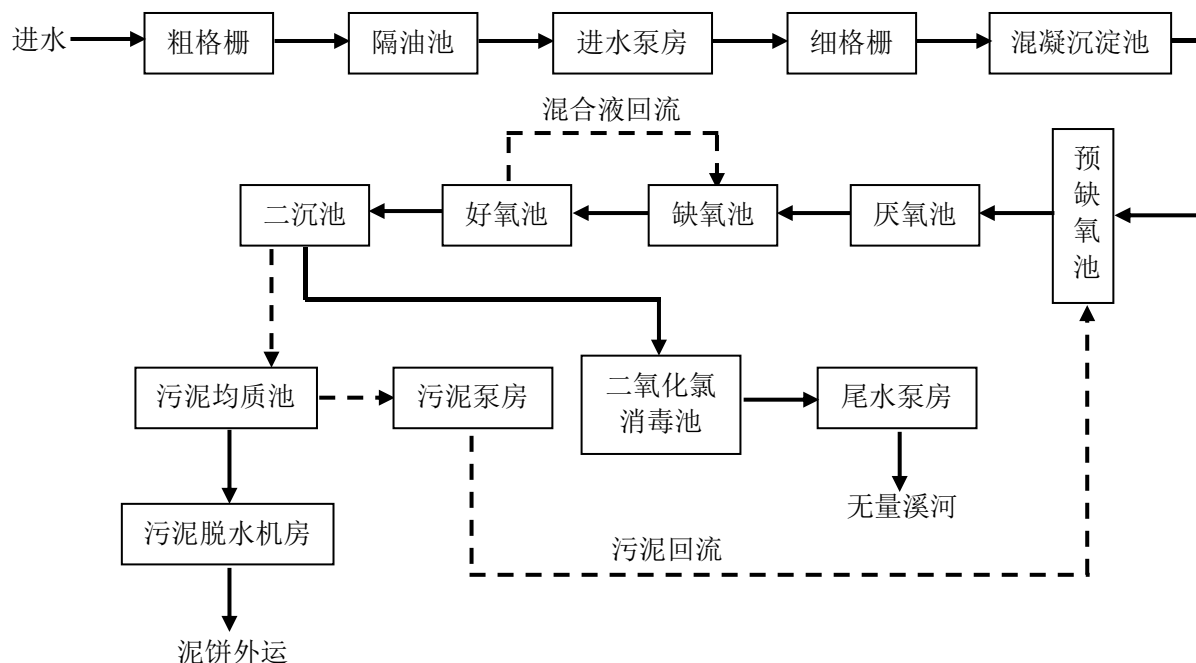 进水
粗格栅
隔油池
进水泵房
细格栅
混凝沉淀池
混合液回流
二沉池
好氧池
缺氧池
厌氧池
预
缺
氧
池
污泥均质池
污泥泵房
二氧化氯
消毒池
尾水泵房
无量溪河
污泥脱水机房
污泥回流
泥饼外运